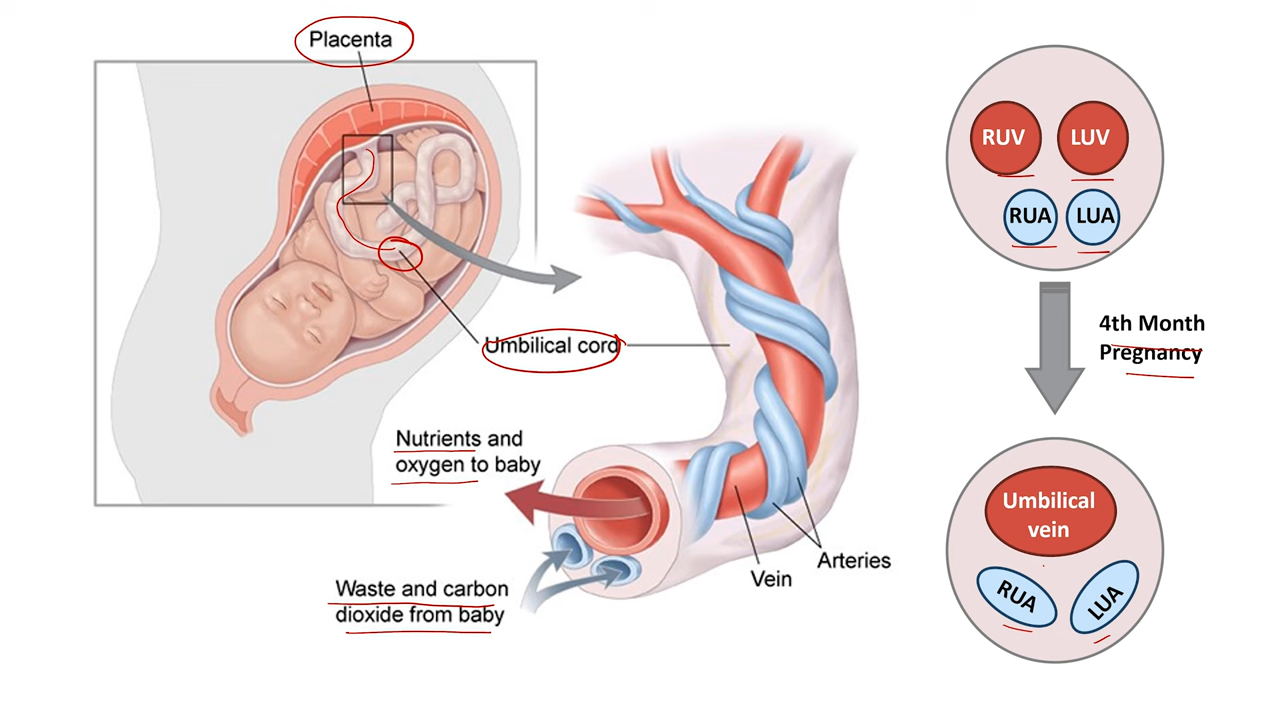 Placenta
Umbilical cord
Nutrients and
oxygen to baby
Waste and carbon
dioxide from baby
Vein
Arteries
RUV
LUV
RUA
LUA
4th Month
Pregnancy
Umbilical
vein
RUA
LUA